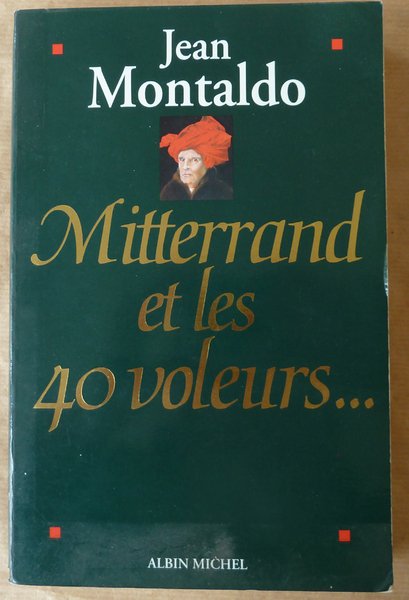 Jean
Montaldo
Mitterrand
et les
40 voleurs...
ALBIN MICHEL